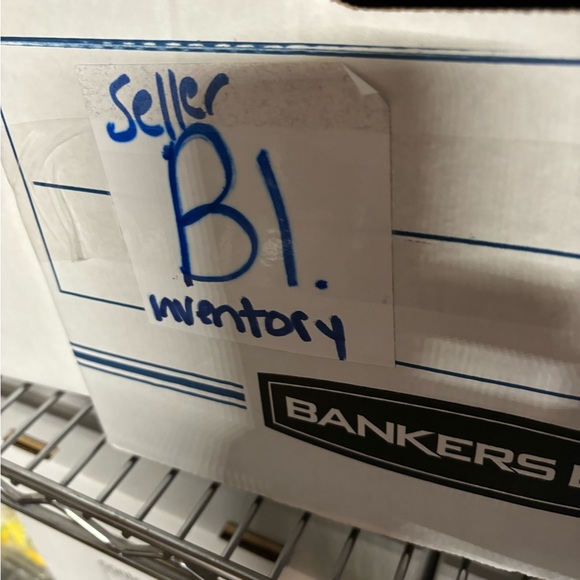 Seller
B1.
inventory
BANKERS